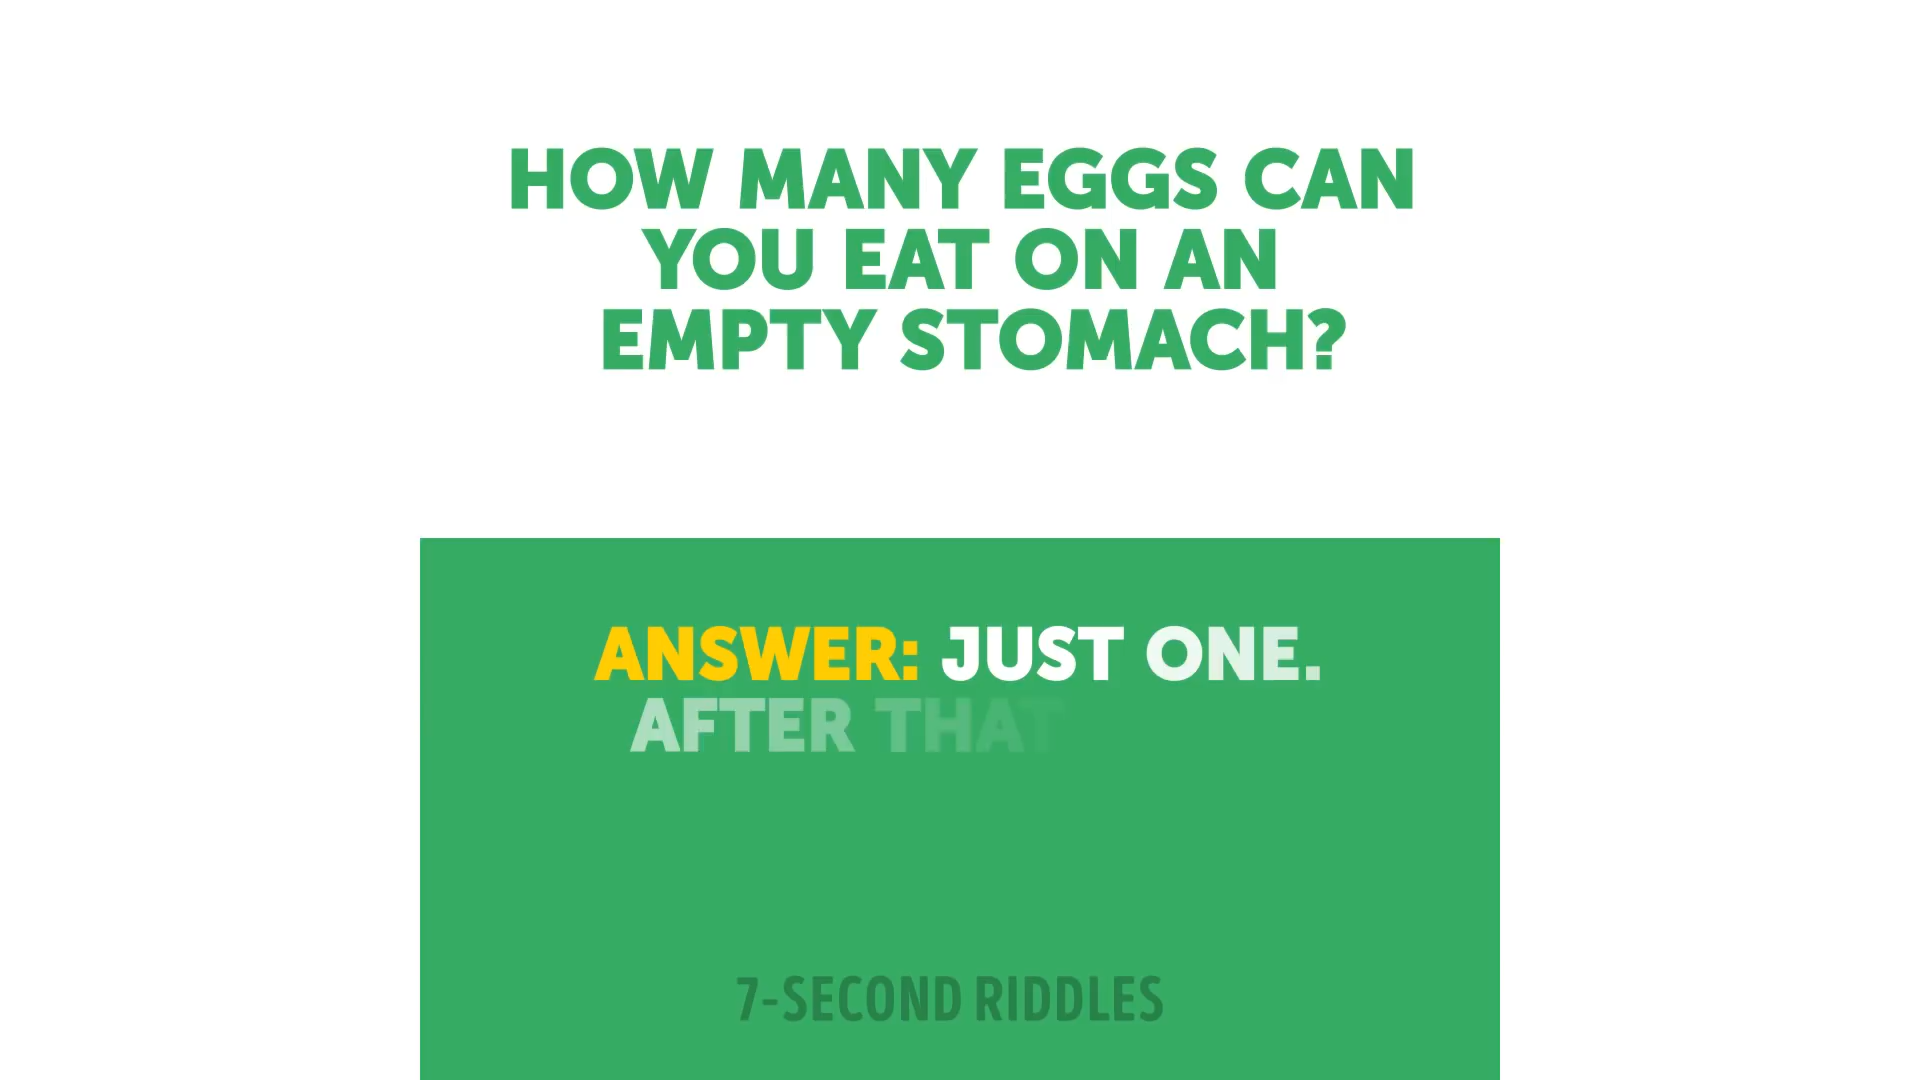 HOW MANY EGGS CAN
YOU EAT ON AN
EMPTY STOMACH?
ANSWER: JUST ONE.
AFTER THAT
7-SECOND RIDDLES